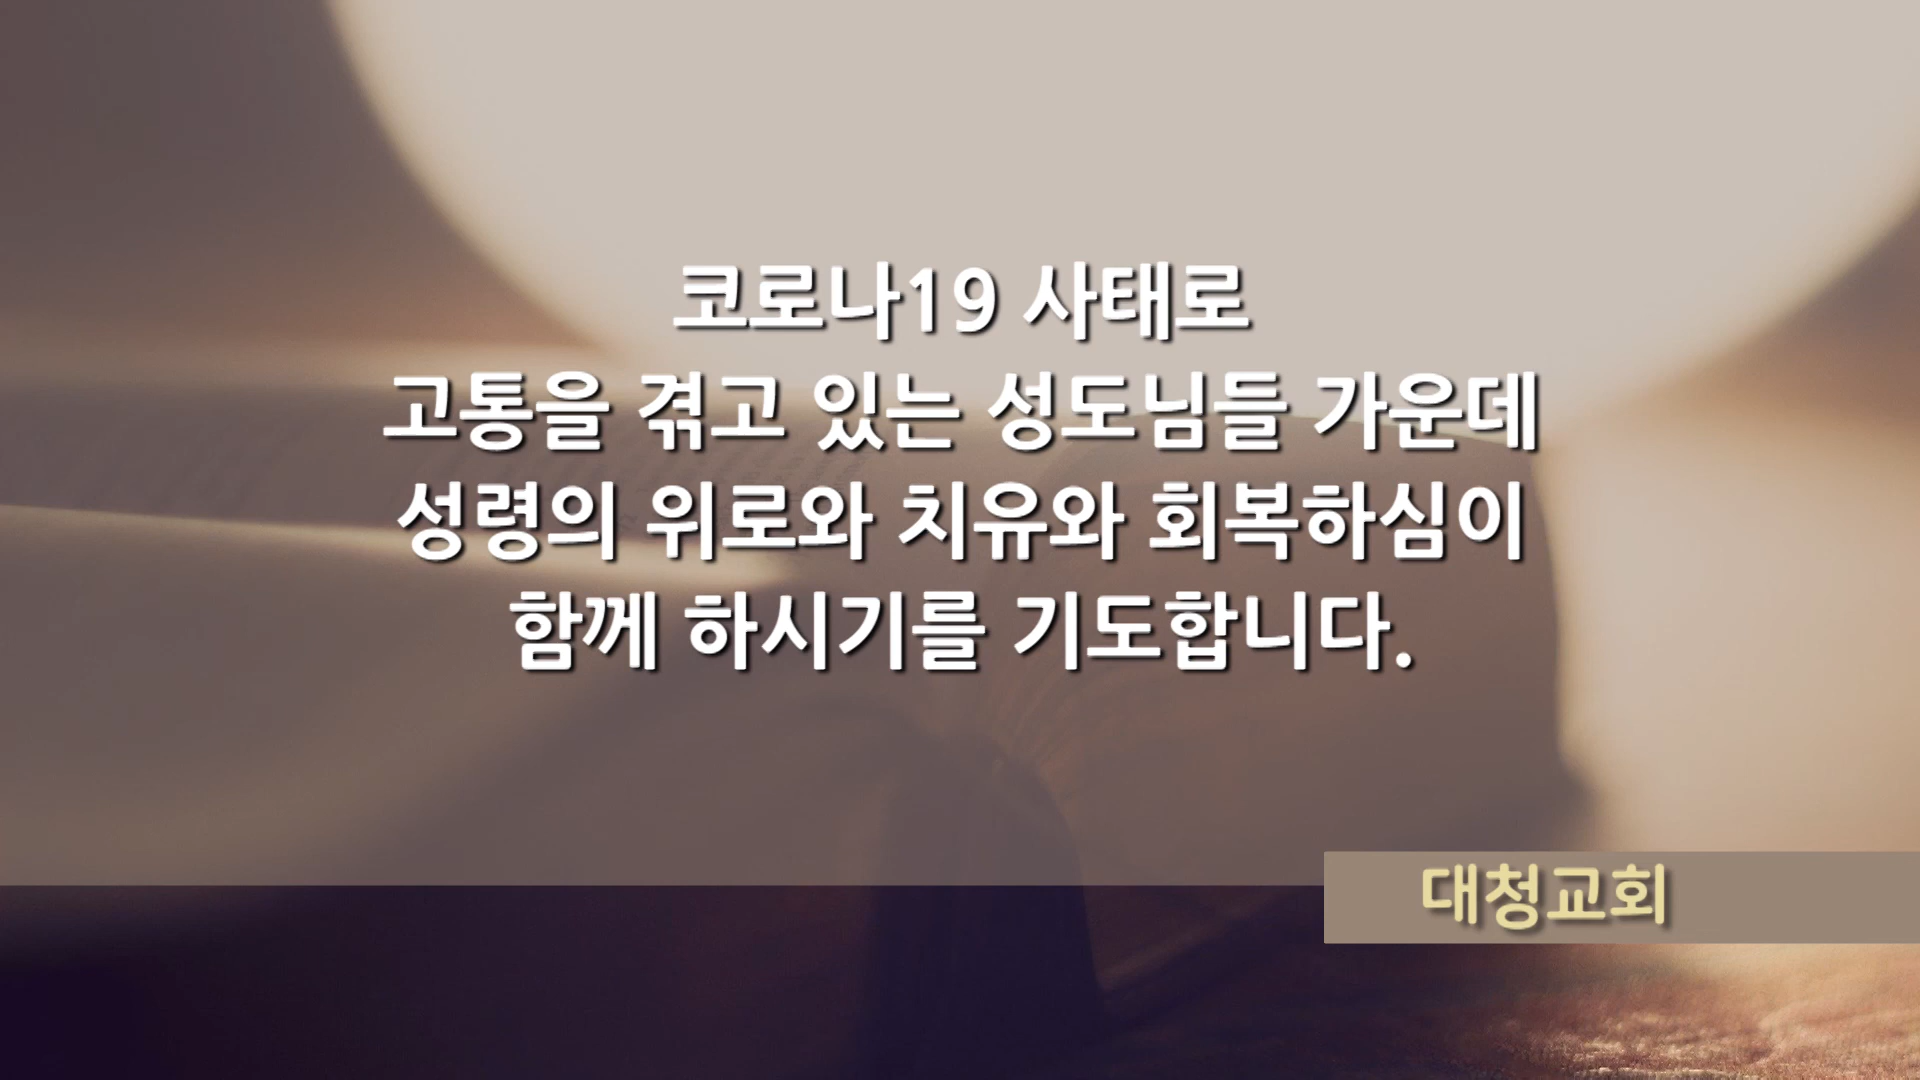 코로나19 사태로
고통을 겪고 있는 성도님들 가운데
성령의 위로와 치유와 회복하심이
함께 하시기를 기도합니다.
대청교회